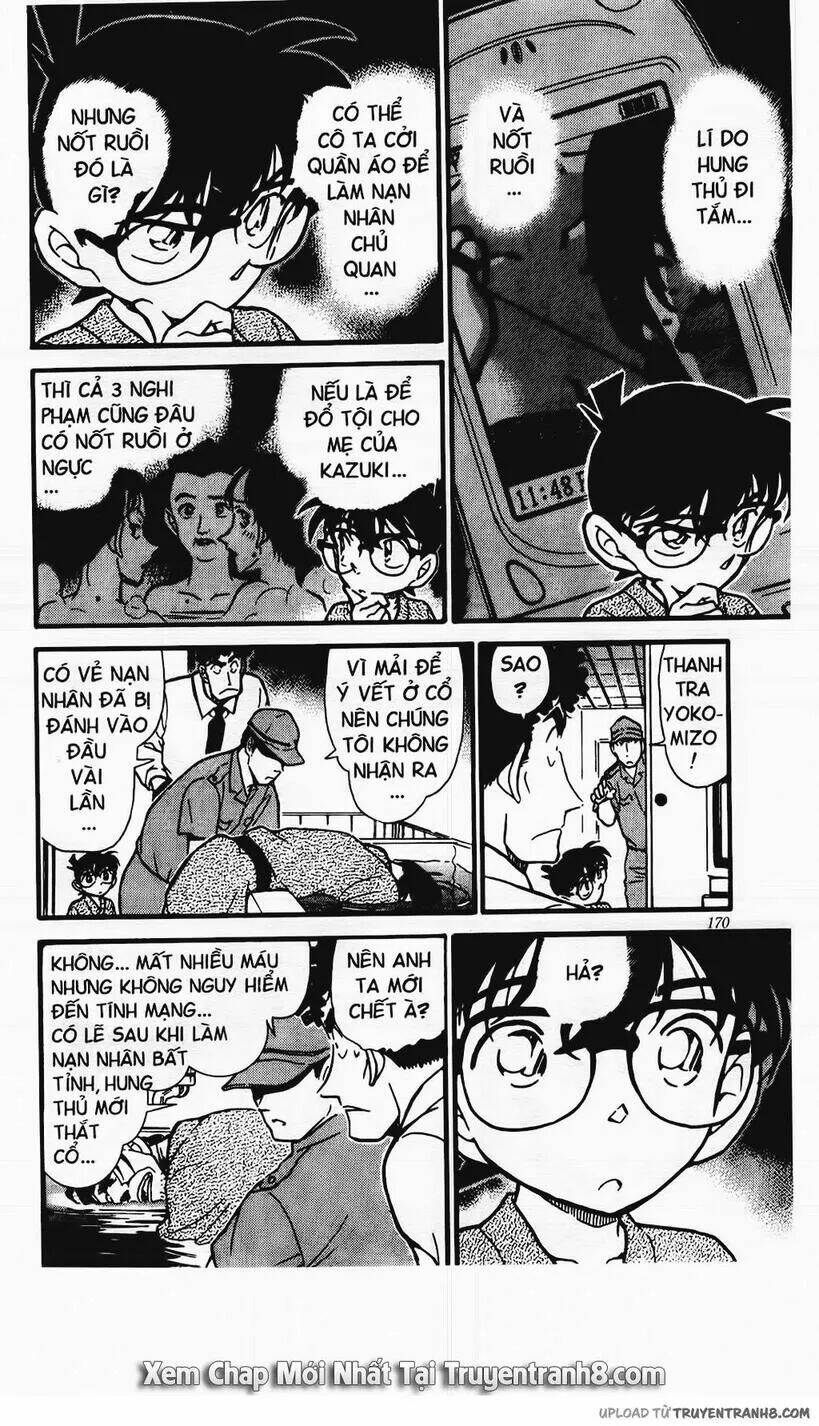 LÍ DO
HUNG
THỦ ĐI
TẮM...
VÀ
NỐT
RUỒI
...
11:48
CÓ THỂ
CÔ TA CỞI
QUẦN ÁO ĐỂ
LÀM NẠN
NHÂN
CHỦ
QUAN
...
NHƯNG
NỐT RUỒI
ĐÓ LÀ
GÌ?
NẾU LÀ ĐỂ
ĐỔ TỘI CHO
MẸ CỦA
KAZUKI...
THÌ CẢ 3 NGHI
PHẠM CŨNG ĐÂU
CÓ NỐT RUỒI Ở
NGỰC
...
THANH
TRA
YOKO-
MIZO
!
SAO
?
VÌ MẢI ĐỂ
Ý VẾT Ở CỔ
NÊN CHÚNG
TÔI KHÔNG
NHẬN RA
...
CÓ VẺ NẠN
NHÂN ĐÃ BỊ
ĐÁNH VÀO
ĐẦU
VÀI
LẦN
...
170
HẢ?
NÊN ANH
TA MỚI
CHẾT À?
KHÔNG... MẤT NHIỀU MÁU
NHƯNG KHÔNG NGUY HIỂM
ĐẾN TÍNH MẠNG...
CÓ LẼ SAU KHI LÀM
NẠN NHÂN BẤT
TỈNH, HUNG
THỦ MỚI
THẮT
CỔ...
Xem Chap Mới Nhất Tại Truyentranh8.com
UPLOAD TỪ TRUYENTRANH8.COM